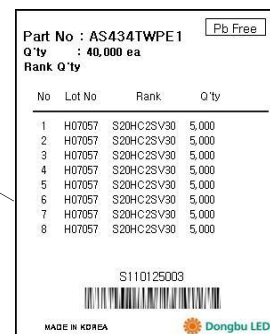 Part No : AS434TWPE1
Pb Free
Q'ty : 40,000 ea
Rank Q'ty
No Lot No Rank Q'ty
1 H07057 S20HC2SV30 5,000
2 H07057 S20HC2SV30 5,000
3 H07057 S20HC2SV30 5,000
4 H07057 S20HC2SV30 5,000
5 H07057 S20HC2SV30 5,000
6 H07057 S20HC2SV30 5,000
7 H07057 S20HC2SV30 5,000
8 H07057 S20HC2SV30 5,000
S110125003
MADE IN KOREA
Dongbu LED